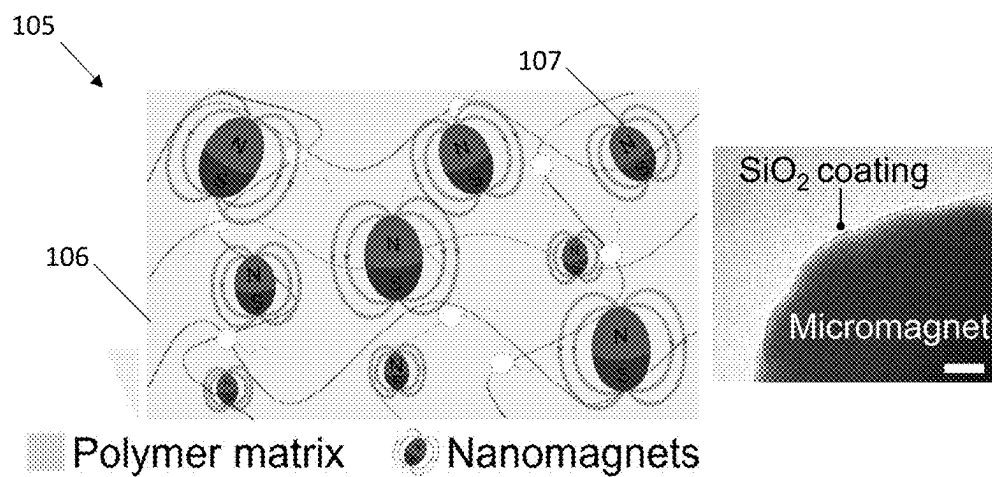 105
107
SiO₂ coating
N
S
N
S
N
S
N
S
106
Micromagnet
Polymer matrix
Nanomagnets